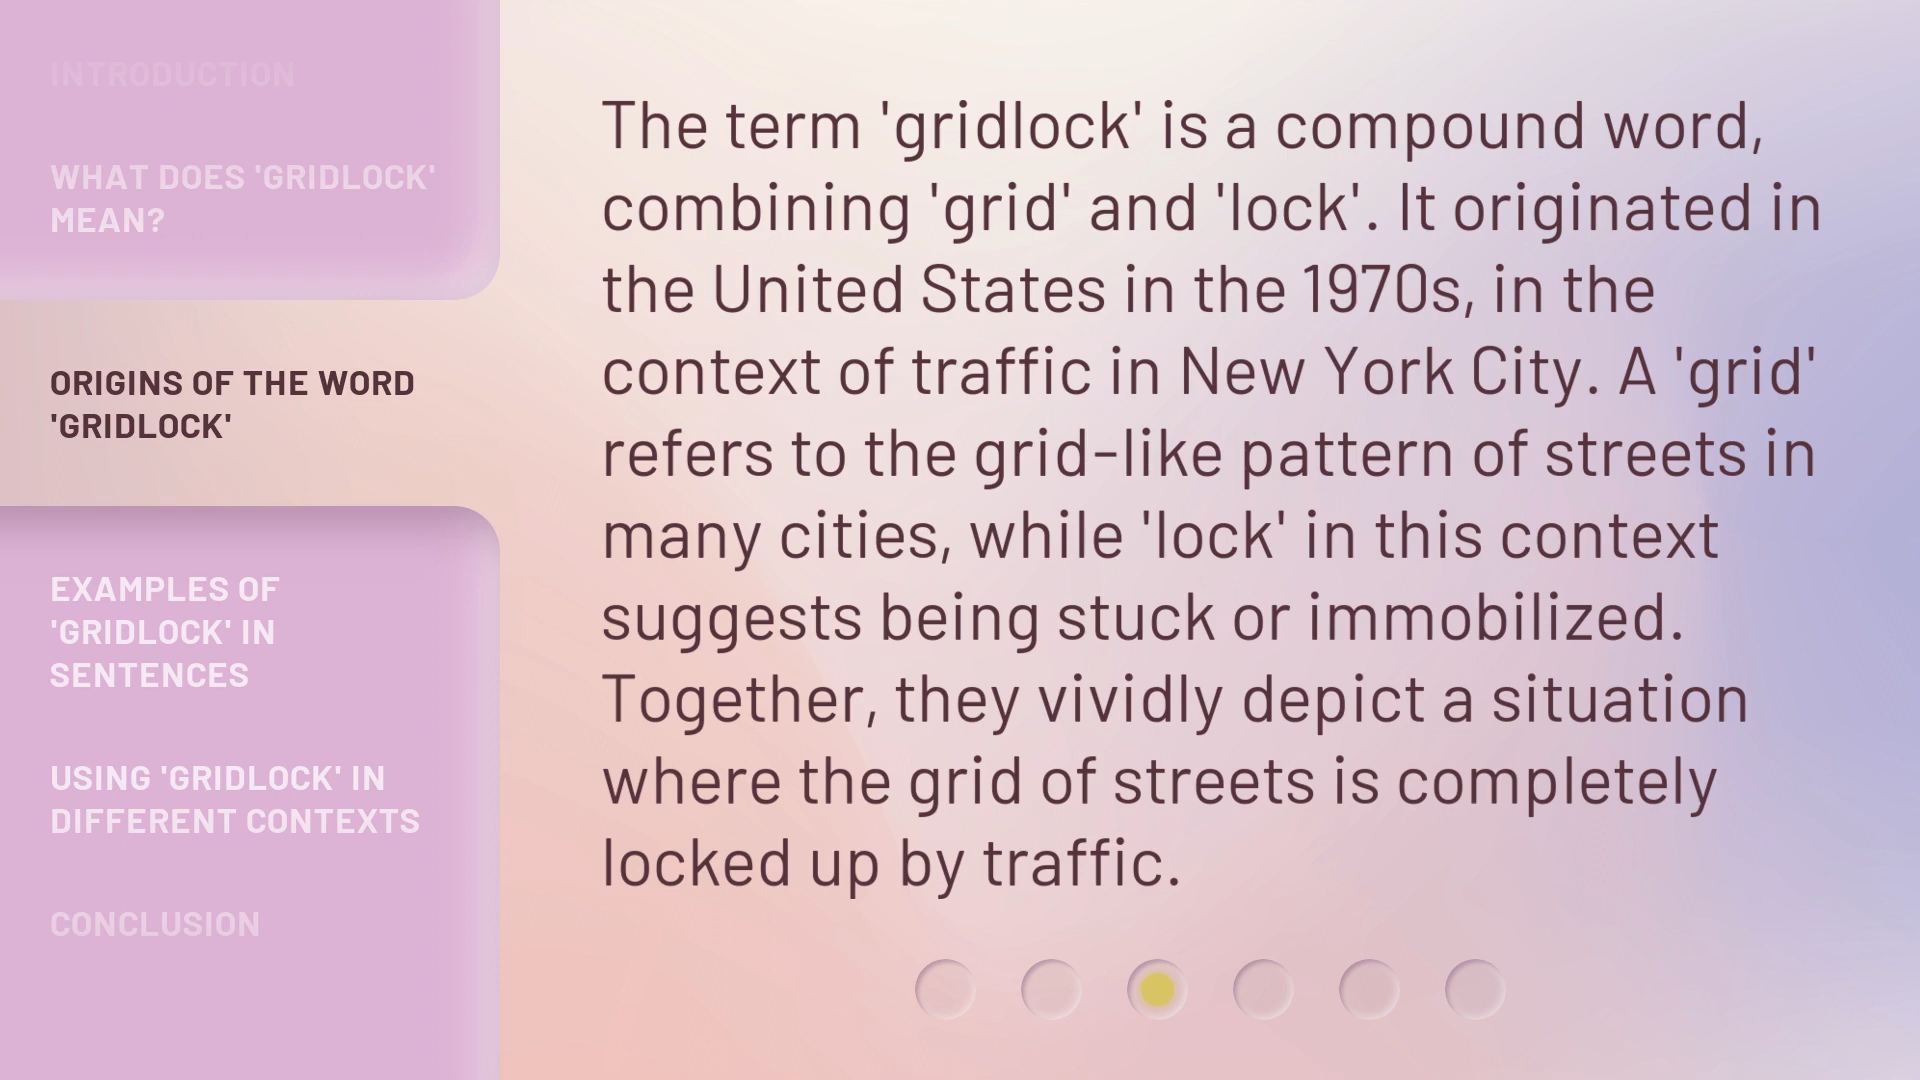 INTRODUCTION
WHAT DOES 'GRIDLOCK'
MEAN?
ORIGINS OF THE WORD
'GRIDLOCK'
EXAMPLES OF
'GRIDLOCK' IN
SENTENCES
USING 'GRIDLOCK' IN
DIFFERENT CONTEXTS
CONCLUSION
The term 'gridlock' is a compound word,
combining 'grid' and 'lock'. It originated in
the United States in the 1970s, in the
context of traffic in New York City. A 'grid'
refers to the grid-like pattern of streets in
many cities, while 'lock' in this context
suggests being stuck or immobilized.
Together, they vividly depict a situation
where the grid of streets is completely
locked up by traffic.